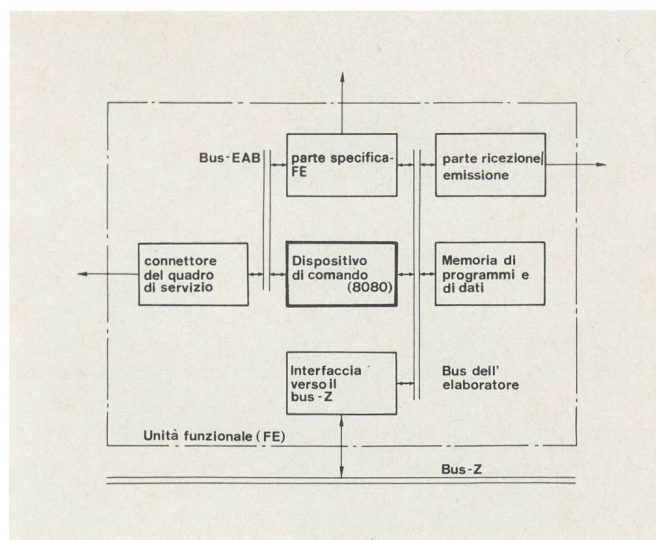 Bus-EAB
parte specifica-
FE
parte ricezione/
emissione
connettore
del quadro
di servizio
Dispositivo
di comando
(8080)
Memoria di
programmi e
di dati
Interfaccia
verso il
bus-Z
Bus dell'
elaboratore
Unità funzionale (FE)
Bus-Z